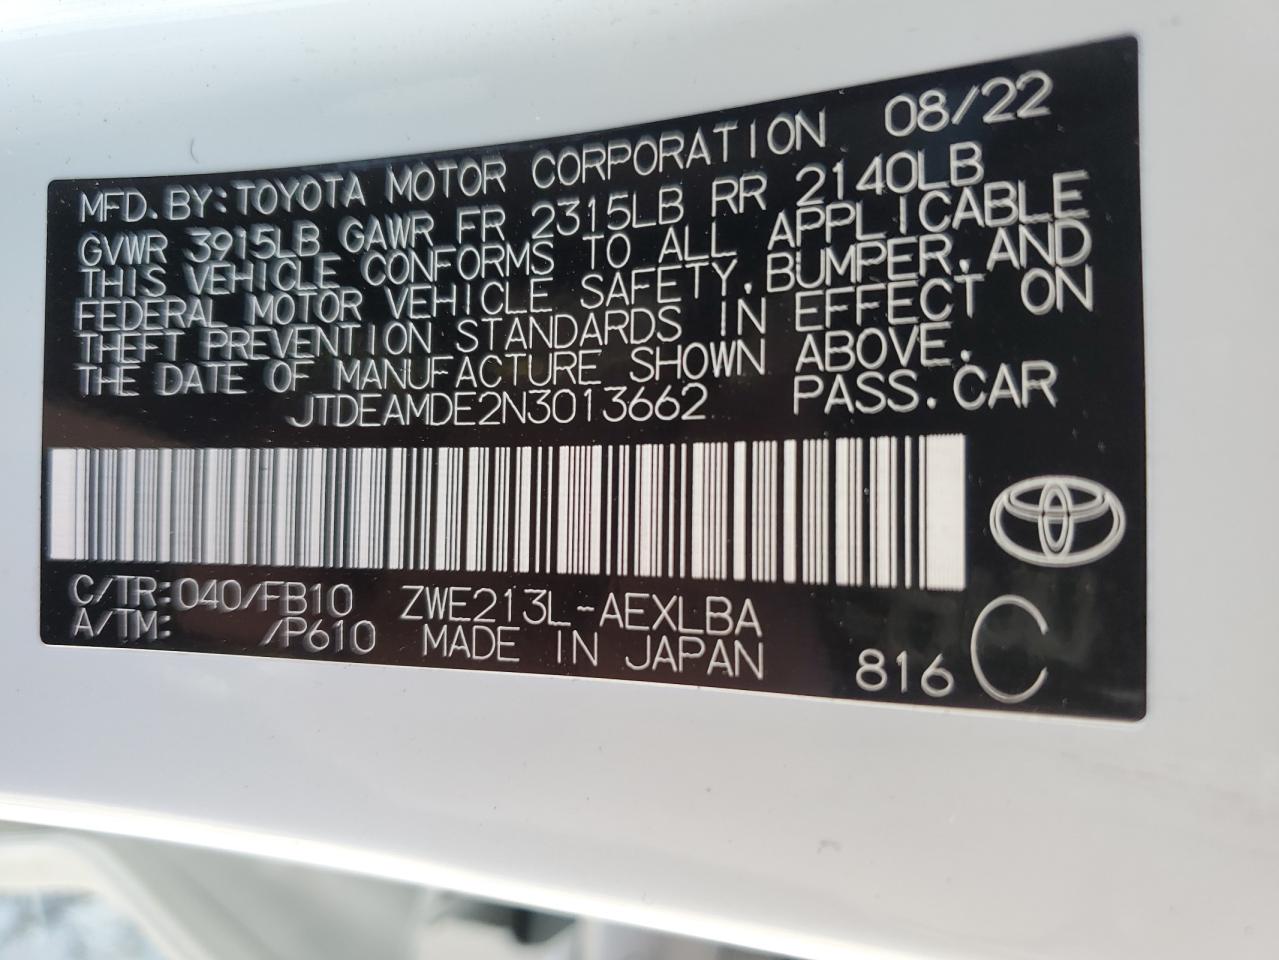 MFD. BY: TOYOTA MOTOR CORPORATION 08/22
GVWR 3915LB GAWR FR 2315LB RR 2140LB
THIS VEHICLE CONFORMS TO ALL APPLICABLE
FEDERAL MOTOR VEHICLE SAFETY, BUMPER, AND
THEFT PREVENTION STANDARDS IN EFFECT ON
THE DATE OF MANUFACTURE SHOWN ABOVE.
JTDEAMDE2N3013662 PASS. CAR
C/TR: 040/FB10 ZWE213L-AEXLBA
A/TM: /P610 MADE IN JAPAN 816 C